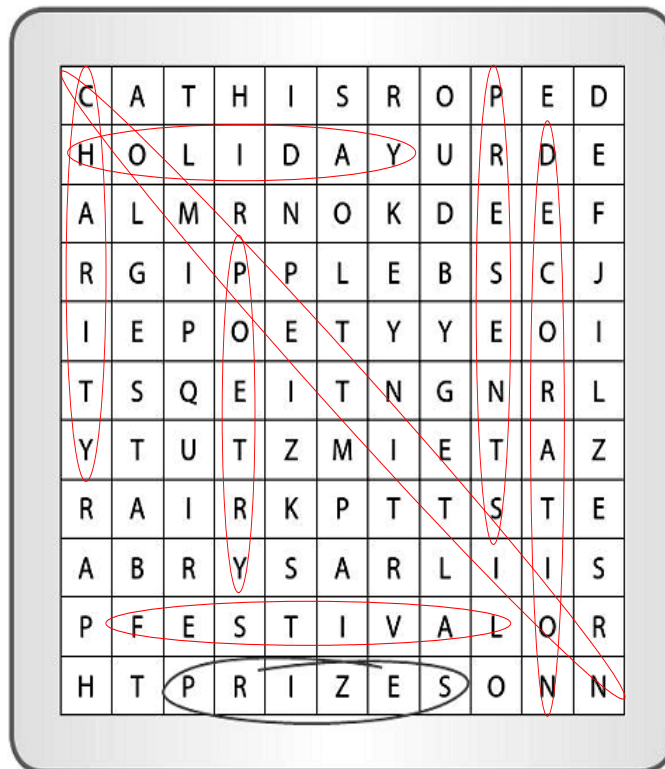 C A T H I S R O P E D
H O L I D A Y U R D E
A L M R N O K D E E F
R G I P P L E B S C J
I E P O E T Y Y E O I
T S Q E I T N G N R L
Y T U T Z M I E T A Z
R A I R K P T T S T E
A B R Y S A R L I I S
P F E S T I V A L O R
H T P R I Z E S O N N